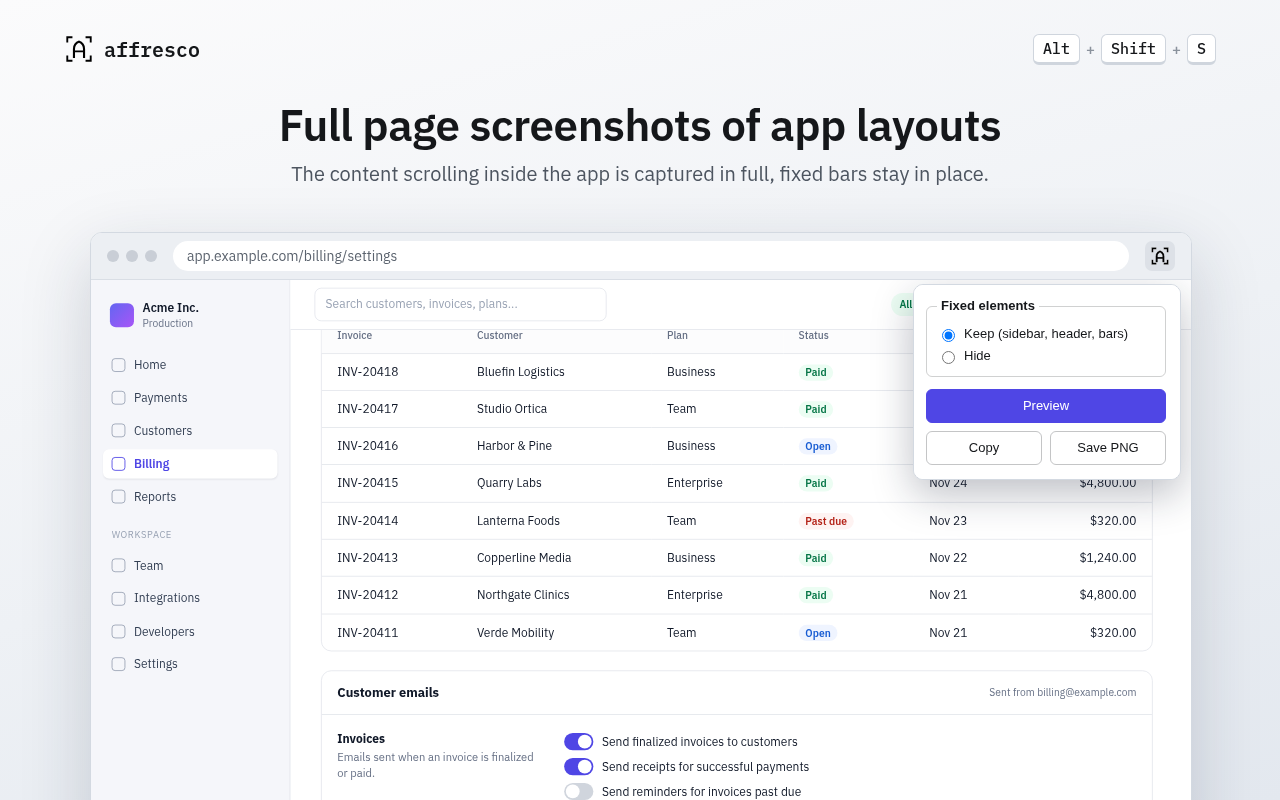 affresco
Alt + Shift + S
Full page screenshots of app layouts
The content scrolling inside the app is captured in full, fixed bars stay in place.
app.example.com/billing/settings
Acme Inc.
Production
Home
Payments
Customers
Billing
Reports
WORKSPACE
Team
Integrations
Developers
Settings
Search customers, invoices, plans...
All
Fixed elements
Keep (sidebar, header, bars)
Hide
Preview
Copy Save PNG
Invoice Customer Plan Status
INV-20418 Bluefin Logistics Business Paid
INV-20417 Studio Ortica Team Paid
INV-20416 Harbor & Pine Business Open
INV-20415 Quarry Labs Enterprise Paid Nov 24 $4,800.00
INV-20414 Lanterna Foods Team Past due Nov 23 $320.00
INV-20413 Copperline Media Business Paid Nov 22 $1,240.00
INV-20412 Northgate Clinics Enterprise Paid Nov 21 $4,800.00
INV-20411 Verde Mobility Team Open Nov 21 $320.00
Customer emails Sent from billing@example.com
Invoices
Emails sent when an invoice is finalized
or paid.
Send finalized invoices to customers
Send receipts for successful payments
Send reminders for invoices past due